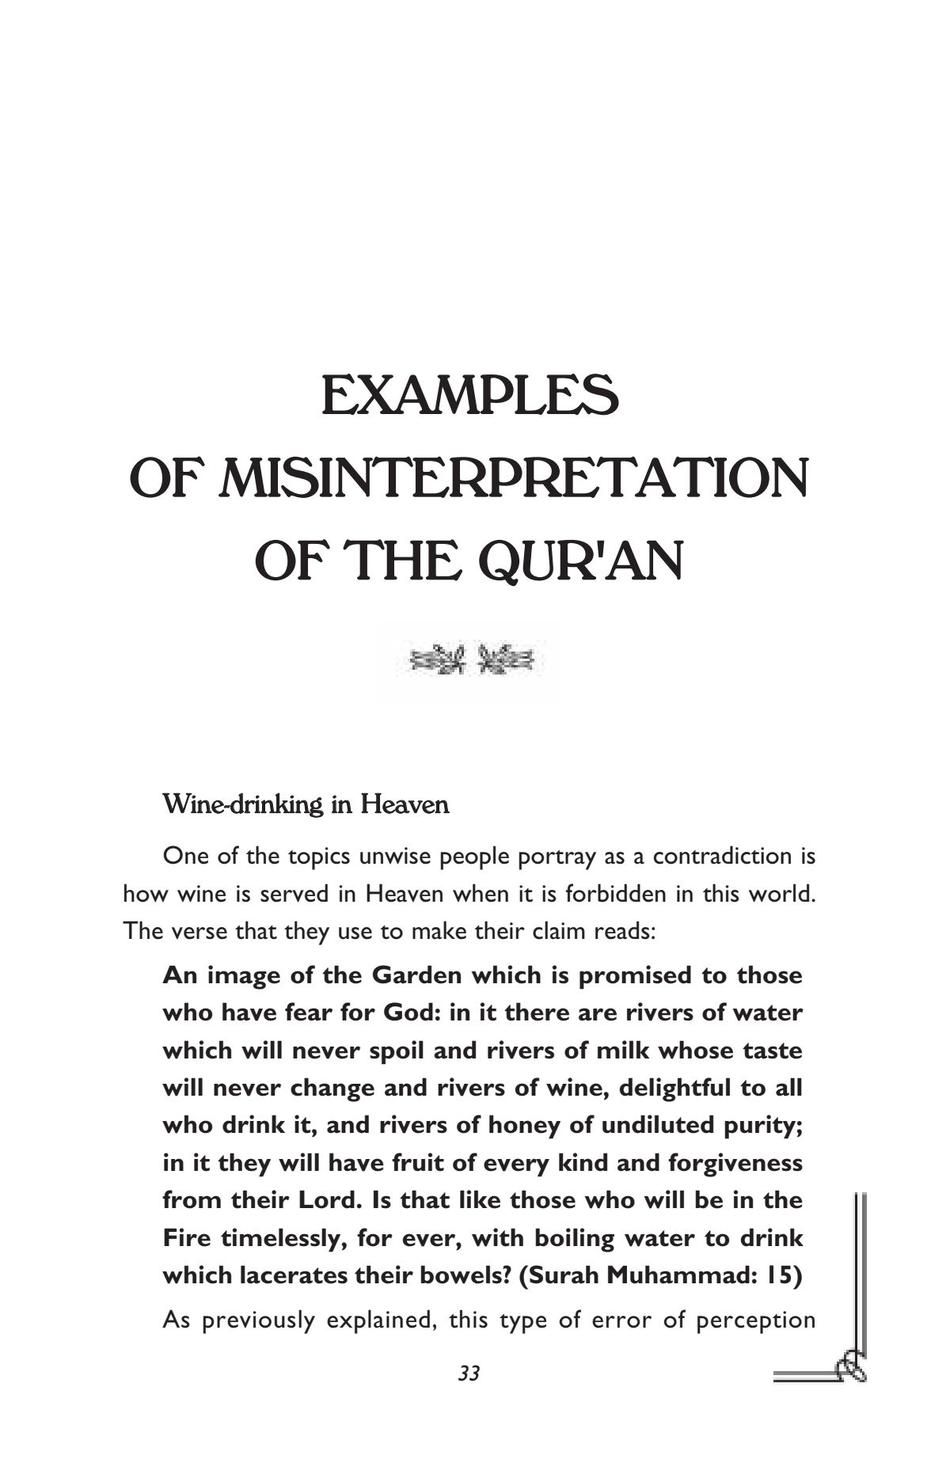 EXAMPLES
OF MISINTERPRETATION
OF THE QUR'AN
Wine-drinking in Heaven
One of the topics unwise people portray as a contradiction is
how wine is served in Heaven when it is forbidden in this world.
The verse that they use to make their claim reads:
An image of the Garden which is promised to those
who have fear for God: in it there are rivers of water
which will never spoil and rivers of milk whose taste
will never change and rivers of wine, delightful to all
who drink it, and rivers of honey of undiluted purity;
in it they will have fruit of every kind and forgiveness
from their Lord. Is that like those who will be in the
Fire timelessly, for ever, with boiling water to drink
which lacerates their bowels? (Surah Muhammad: 15)
As previously explained, this type of error of perception
33